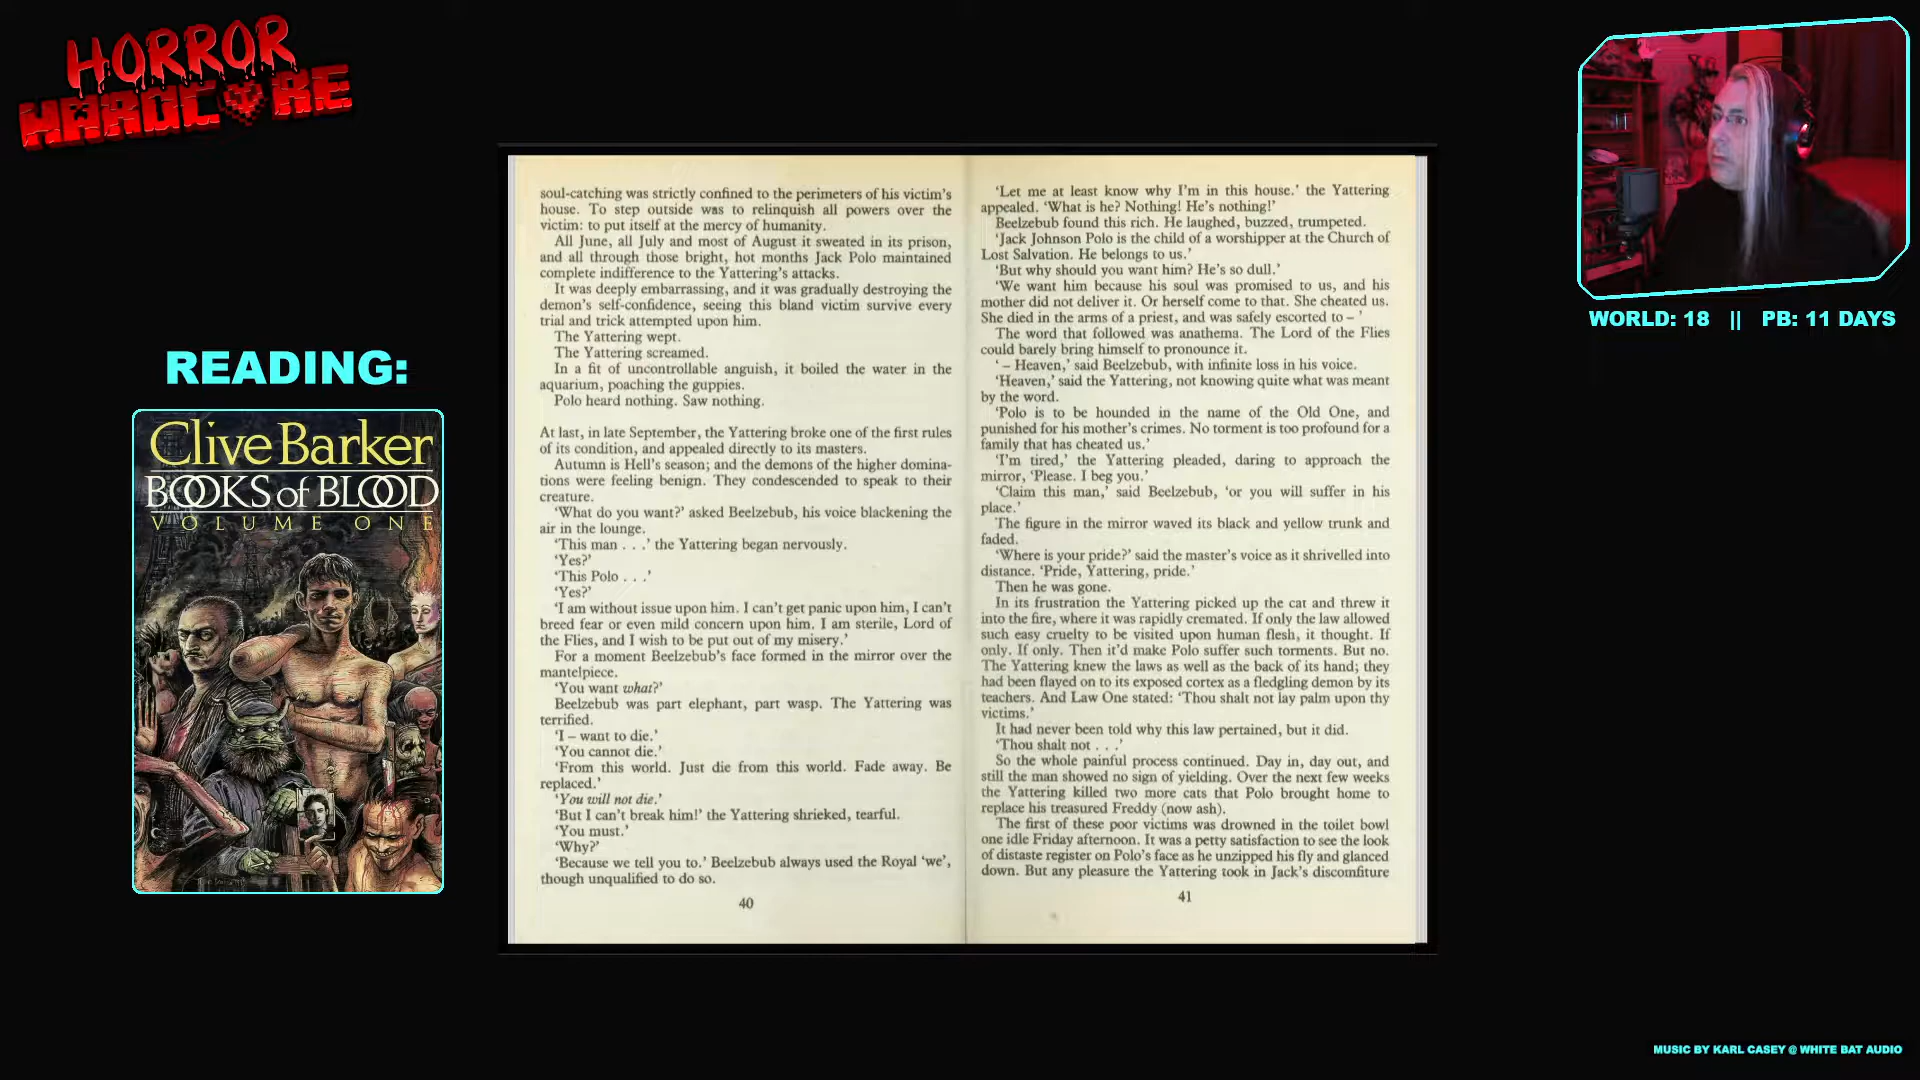 HORROR
HARDCORE
READING:
Clive Barker
BOOKS of BLOOD
VOLUME ONE
soul-catching was strictly confined to the perimeters of his victim's
house. To step outside was to relinquish all powers over the
victim: to put itself at the mercy of humanity.
All June, all July and most of August it sweated in its prison,
and all through those bright, hot months Jack Polo maintained
complete indifference to the Yattering's attacks.
It was deeply embarrassing, and it was gradually destroying the
demon's self-confidence, seeing this bland victim survive every
trial and trick attempted upon him.
The Yattering wept.
The Yattering screamed.
In a fit of uncontrollable anguish, it boiled the water in the
aquarium, poaching the guppies.
Polo heard nothing. Saw nothing.
At last, in late September, the Yattering broke one of the first rules
of its condition, and appealed directly to its masters.
Autumn is Hell's season; and the demons of the higher domina-
tions were feeling benign. They condescended to speak to their
creature.
'What do you want?' asked Beelzebub, his voice blackening the
air in the lounge.
'This man . . .' the Yattering began nervously.
'Yes?'
'This Polo . . .'
'Yes?'
'I am without issue upon him. I can't get panic upon him, I can't
breed fear or even mild concern upon him. I am sterile, Lord of
the Flies, and I wish to be put out of my misery.'
For a moment Beelzebub's face formed in the mirror over the
mantelpiece.
'You want what?'
Beelzebub was part elephant, part wasp. The Yattering was
terrified.
'I – want to die.'
'You cannot die.'
'From this world. Just die from this world. Fade away. Be
replaced.'
'You will not die.'
'But I can't break him!' the Yattering shrieked, tearful.
'You must.'
'Why?'
'Because we tell you to.' Beelzebub always used the Royal 'we',
though unqualified to do so.
40
'Let me at least know why I'm in this house.' the Yattering
appealed. 'What is he? Nothing! He's nothing!'
Beelzebub found this rich. He laughed, buzzed, trumpeted.
'Jack Johnson Polo is the child of a worshipper at the Church of
Lost Salvation. He belongs to us.'
'But why should you want him? He's so dull.'
'We want him because his soul was promised to us, and his
mother did not deliver it. Or herself come to that. She cheated us.
She died in the arms of a priest, and was safely escorted to – '
The word that followed was anathema. The Lord of the Flies
could barely bring himself to pronounce it.
' – Heaven,' said Beelzebub, with infinite loss in his voice.
'Heaven,' said the Yattering, not knowing quite what was meant
by the word.
'Polo is to be hounded in the name of the Old One, and
punished for his mother's crimes. No torment is too profound for a
family that has cheated us.'
'I'm tired,' the Yattering pleaded, daring to approach the
mirror, 'Please. I beg you.'
'Claim this man,' said Beelzebub, 'or you will suffer in his
place.'
The figure in the mirror waved its black and yellow trunk and
faded.
'Where is your pride?' said the master's voice as it shrivelled into
distance. 'Pride, Yattering, pride.'
Then he was gone.
In its frustration the Yattering picked up the cat and threw it
into the fire, where it was rapidly cremated. If only the law allowed
such easy cruelty to be visited upon human flesh, it thought. If
only. If only. Then it'd make Polo suffer such torments. But no.
The Yattering knew the laws as well as the back of its hand; they
had been flayed on to its exposed cortex as a fledgling demon by its
teachers. And Law One stated: 'Thou shalt not lay palm upon thy
victims.'
It had never been told why this law pertained, but it did.
'Thou shalt not . . .'
So the whole painful process continued. Day in, day out, and
still the man showed no sign of yielding. Over the next few weeks
the Yattering killed two more cats that Polo brought home to
replace his treasured Freddy (now ash).
The first of these poor victims was drowned in the toilet bowl
one idle Friday afternoon. It was a petty satisfaction to see the look
of distaste register on Polo's face as he unzipped his fly and glanced
down. But any pleasure the Yattering took in Jack's discomfiture
41
WORLD: 18 || PB: 11 DAYS
MUSIC BY KARL CASEY @ WHITE BAT AUDIO